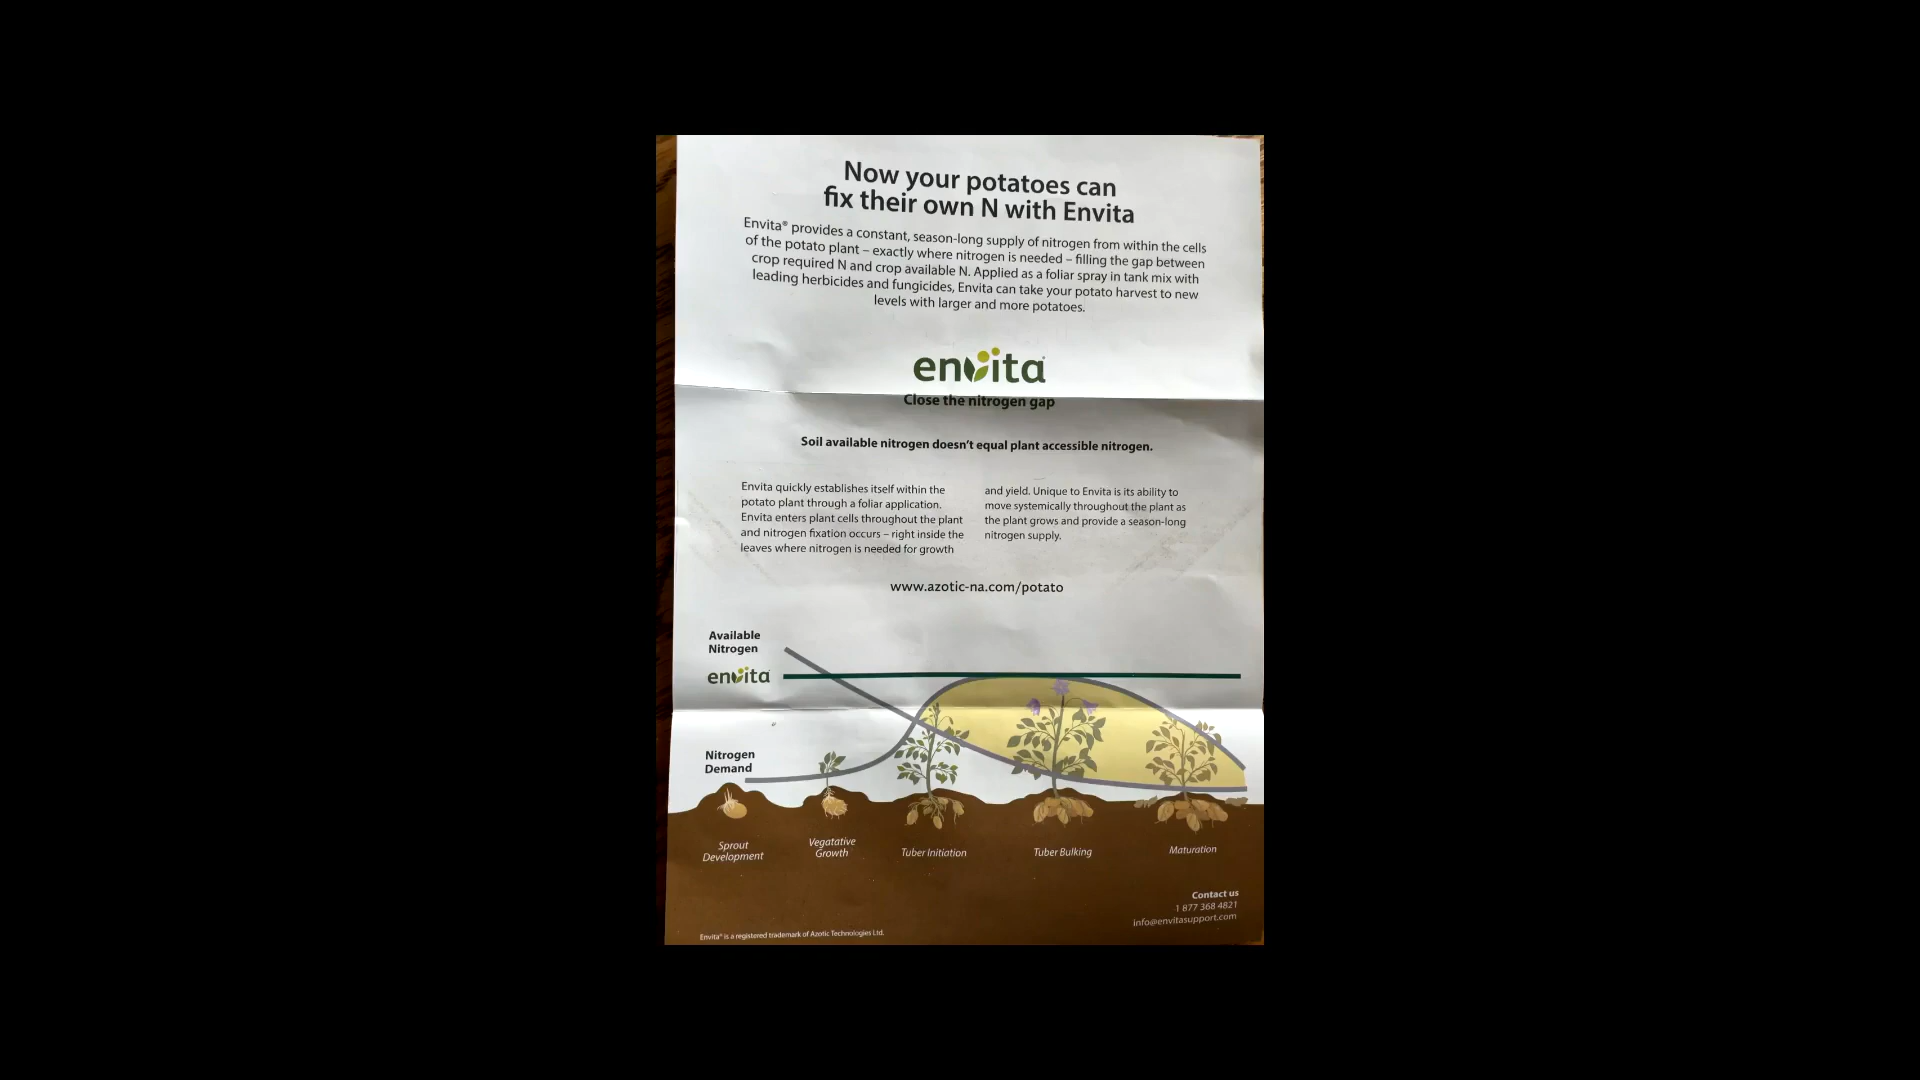 Now your potatoes can
fix their own N with Envita
Envita® provides a constant, season-long supply of nitrogen from within the cells
of the potato plant – exactly where nitrogen is needed – filling the gap between
crop required N and crop available N. Applied as a foliar spray in tank mix with
leading herbicides and fungicides, Envita can take your potato harvest to new
levels with larger and more potatoes.
envita
Close the nitrogen gap
Soil available nitrogen doesn't equal plant accessible nitrogen.
Envita quickly establishes itself within the
potato plant through a foliar application.
Envita enters plant cells throughout the plant
and nitrogen fixation occurs – right inside the
leaves where nitrogen is needed for growth
and yield. Unique to Envita is its ability to
move systemically throughout the plant as
the plant grows and provide a season-long
nitrogen supply.
www.azotic-na.com/potato
Available
Nitrogen
envita
Nitrogen
Demand
Sprout
Development
Vegatative
Growth
Tuber Initiation
Tuber Bulking
Maturation
Contact us
1 877 368 4821
info@envitasupport.com
Envita® is a registered trademark of Azotic Technologies Ltd.